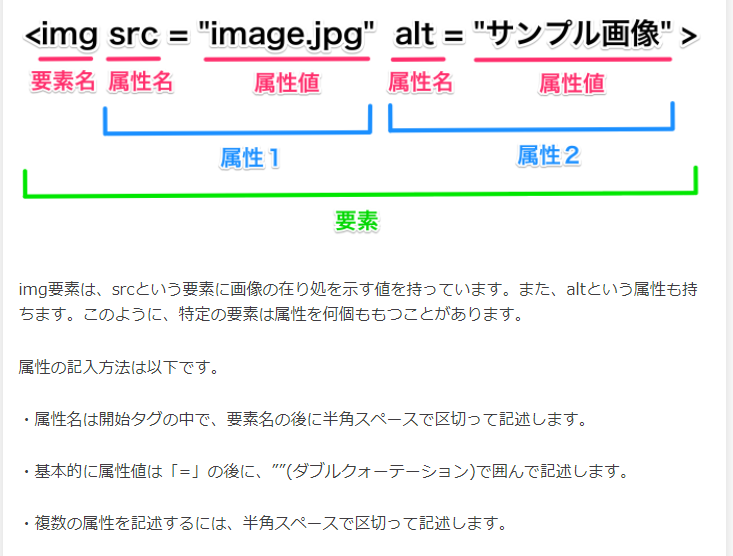 <img src = "image.jpg"  alt = "サンプル画像" >
要素名 属性名 属性値 属性名 属性値
属性１ 属性２
要素
img要素は、srcという要素に画像の在り処を示す値を持っています。また、altという属性も持
ちます。このように、特定の要素は属性を何個ももつことがあります。
属性の記入方法は以下です。
・属性名は開始タグの中で、要素名の後に半角スペースで区切って記述します。
・基本的に属性値は「=」の後に、””(ダブルクォーテーション)で囲んで記述します。
・複数の属性を記述するには、半角スペースで区切って記述します。